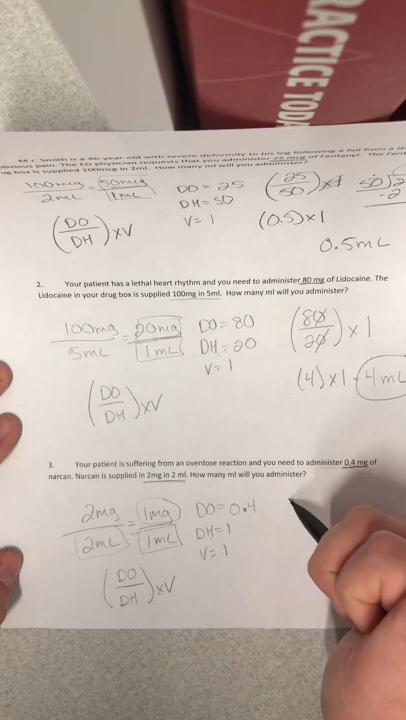 PRACTICE TODA
Mr. Smith is a 46-year-old with severe deformity to his leg following a fall from a
obvious pain. The ED physician requests that you administer 25 mcg of Fentanyl. The Fent
ug box is supplied 100mcg in 2ml. How many ml will you administer?
100mcg / 2mL = 50mcg / 1mL
DO = 25
DH = 50
V = 1
(DO/DH) xV
(25/50) x1
(0.5) x 1
0.5mL
50)2
2. Your patient has a lethal heart rhythm and you need to administer 80 mg of Lidocaine. The
Lidocaine in your drug box is supplied 100mg in 5ml. How many ml will you administer?
100mg / 5mL = 20mg / 1mL
DO = 80
DH = 20
V = 1
(DO/DH) xV
(80/20) x 1
(4) x 1 = 4mL
3. Your patient is suffering from an overdose reaction and you need to administer 0.4 mg of
narcan. Narcan is supplied in 2mg in 2 ml. How many ml will you administer?
2mg / 2mL = 1mg / 1mL
DO = 0.4
DH = 1
V = 1
(DO/DH) xV